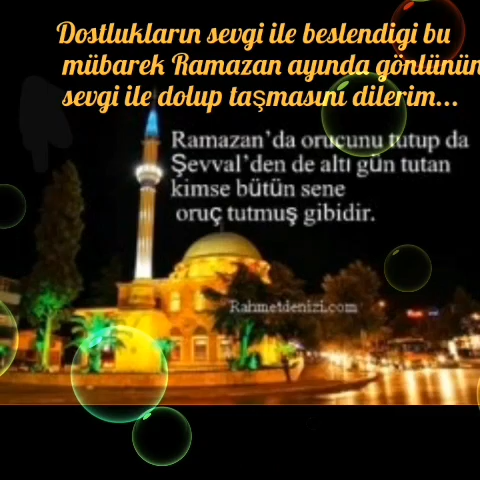 Dostlukların sevgi ile beslendigi bu
mübarek Ramazan ayında gönlünün
sevgi ile dolup taşmasını dilerim...
Ramazan'da orucunu tutup da
Şevval'den de altı gün tutan
kimse bütün sene
oruç tutmuş gibidir.
Rahmetdenizi.com